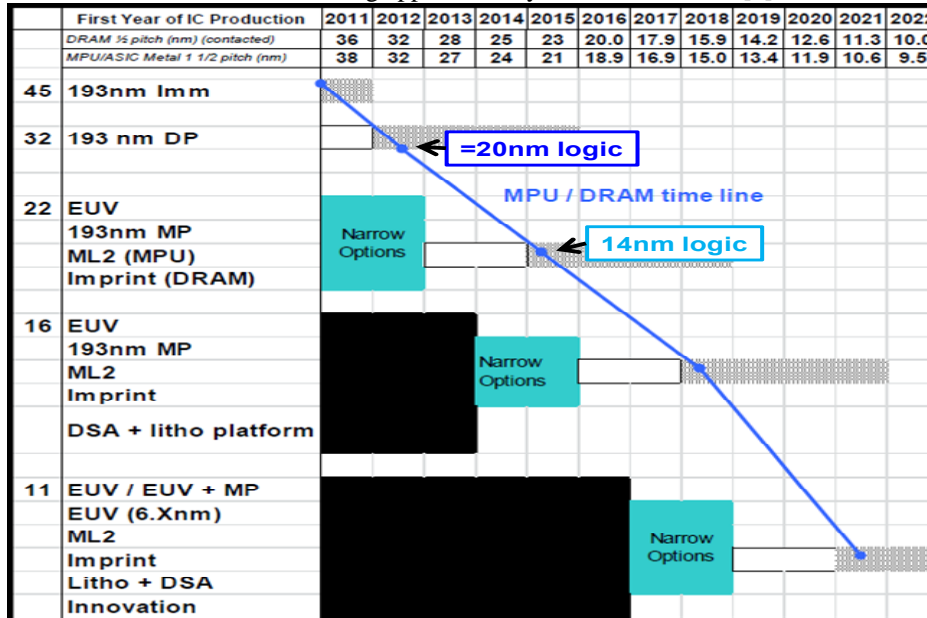 First Year of IC Production 2011 2012 2013 2014 2015 2016 2017 2018 2019 2020 2021 2022
DRAM ½ pitch (nm) (contacted) 36 32 28 25 23 20.0 17.9 15.9 14.2 12.6 11.3 10.0
MPU/ASIC Metal 1 1/2 pitch (nm) 38 32 27 24 21 18.9 16.9 15.0 13.4 11.9 10.6 9.5
45 193nm Imm
32 193 nm DP
=20nm logic
MPU / DRAM time line
22 EUV
193nm MP
ML2 (MPU)
Imprint (DRAM)
Narrow
Options
14nm logic
16 EUV
193nm MP
ML2
Imprint
DSA + litho platform
Narrow
Options
11 EUV / EUV + MP
EUV (6.Xnm)
ML2
Imprint
Litho + DSA
Innovation
Narrow
Options